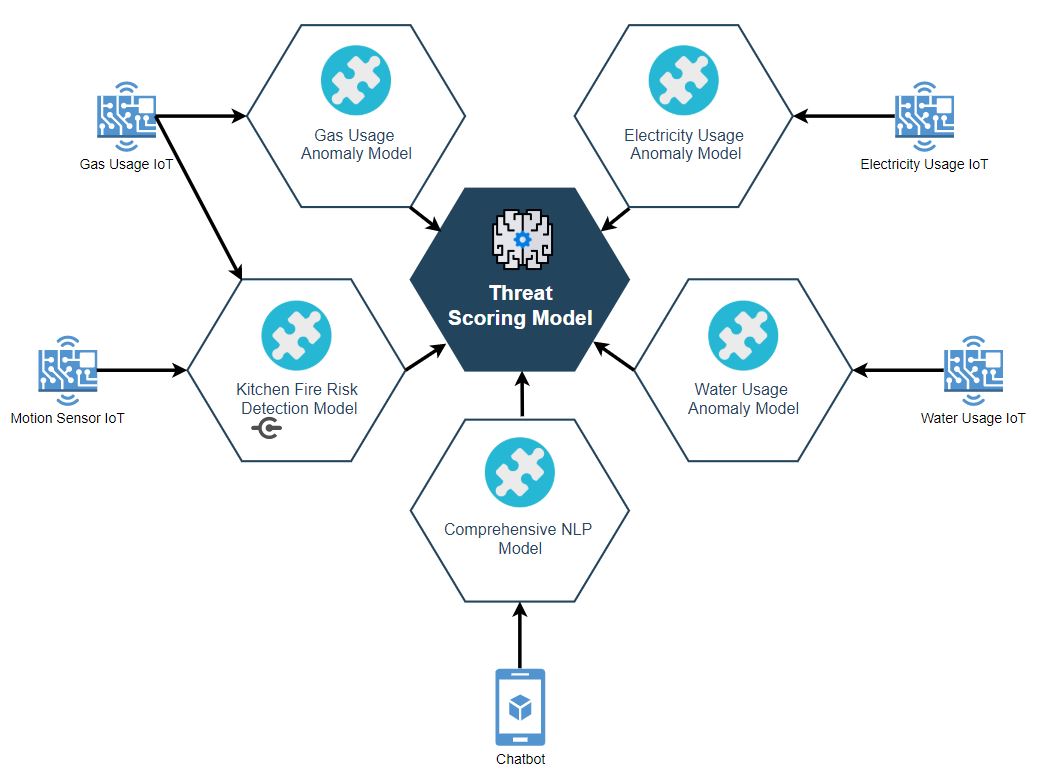 Gas Usage
Anomaly Model
Electricity Usage
Anomaly Model
Gas Usage IoT
Electricity Usage IoT
Threat
Scoring Model
Kitchen Fire Risk
Detection Model
Water Usage
Anomaly Model
Motion Sensor IoT
Water Usage IoT
Comprehensive NLP
Model
Chatbot